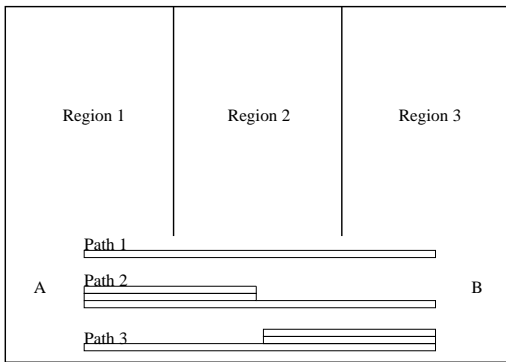 Region 1 Region 2 Region 3
Path 1
Path 2
A B
Path 3